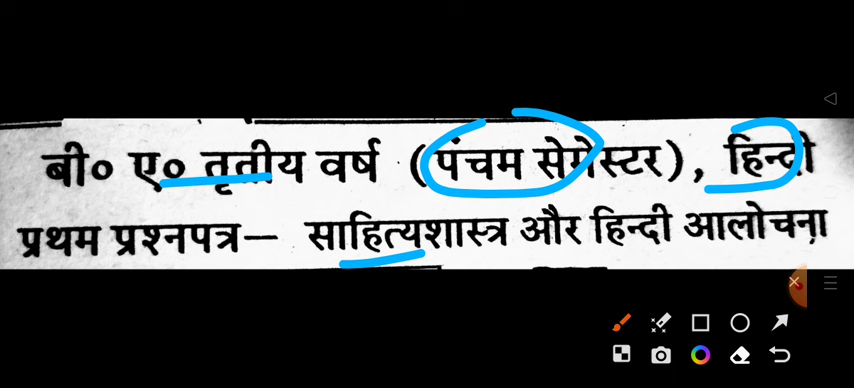 बी० ए० तृतीय वर्ष (पंचम सेगेस्टर), हिन्दी
प्रथम प्रश्नपत्र— साहित्यशास्त्र और हिन्दी आलोचना